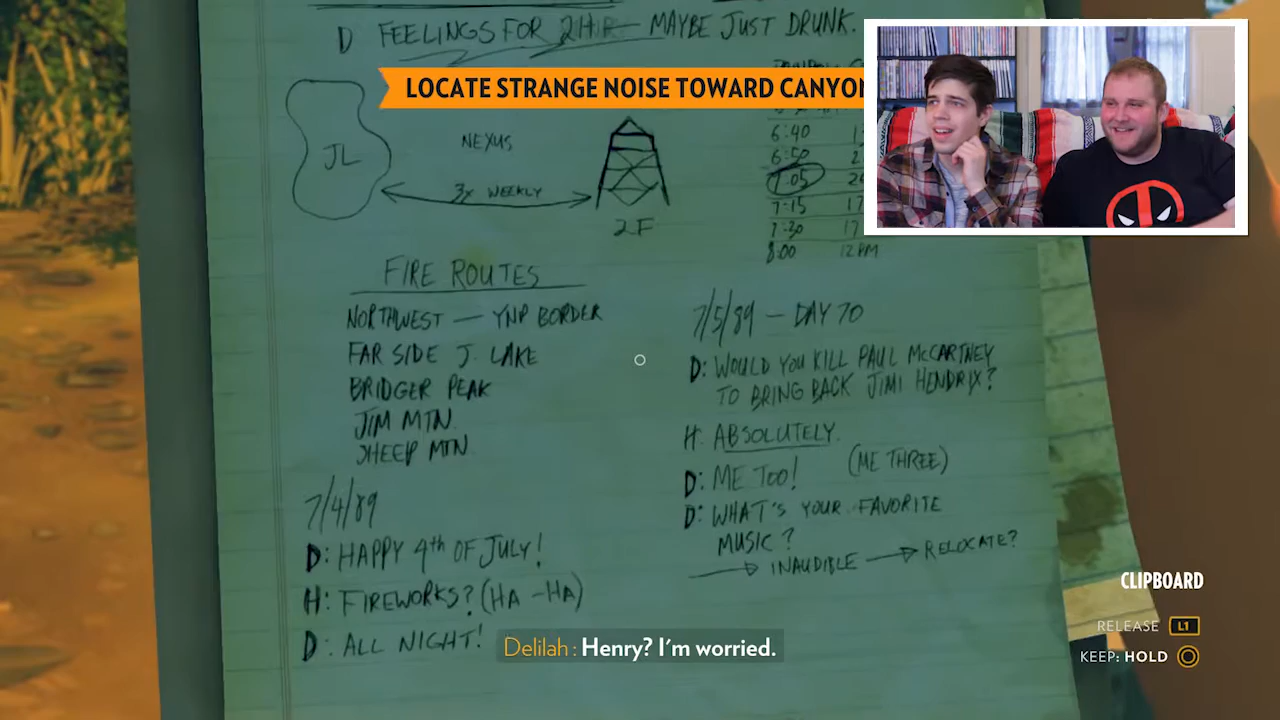 D FEELINGS FOR MAYBE JUST DRUNK.
LOCATE STRANGE NOISE TOWARD CANYON
JL
NEXUS
3x WEEKLY
2F
6:40
6:50
7:05
7:15
7:30
8:00
12 PM
FIRE ROUTES
NORTHWEST — YNP BORDER
FAR SIDE J. LAKE
BRIDGER PEAK
JIM MTN.
SHEEP MTN.
7/4/89
D: HAPPY 4th OF JULY!
H: FIREWORKS? (HA-HA)
D: ALL NIGHT!
7/5/89 — DAY 70
D: WOULD YOU KILL PAUL McCARTNEY
TO BRING BACK JIMI HENDRIX?
H: ABSOLUTELY.
D: ME TOO! (ME THREE)
D: WHAT'S YOUR FAVORITE
MUSIC?
→ INAUDIBLE → RELOCATE?
Delilah : Henry? I'm worried.
CLIPBOARD
RELEASE L1
KEEP: HOLD